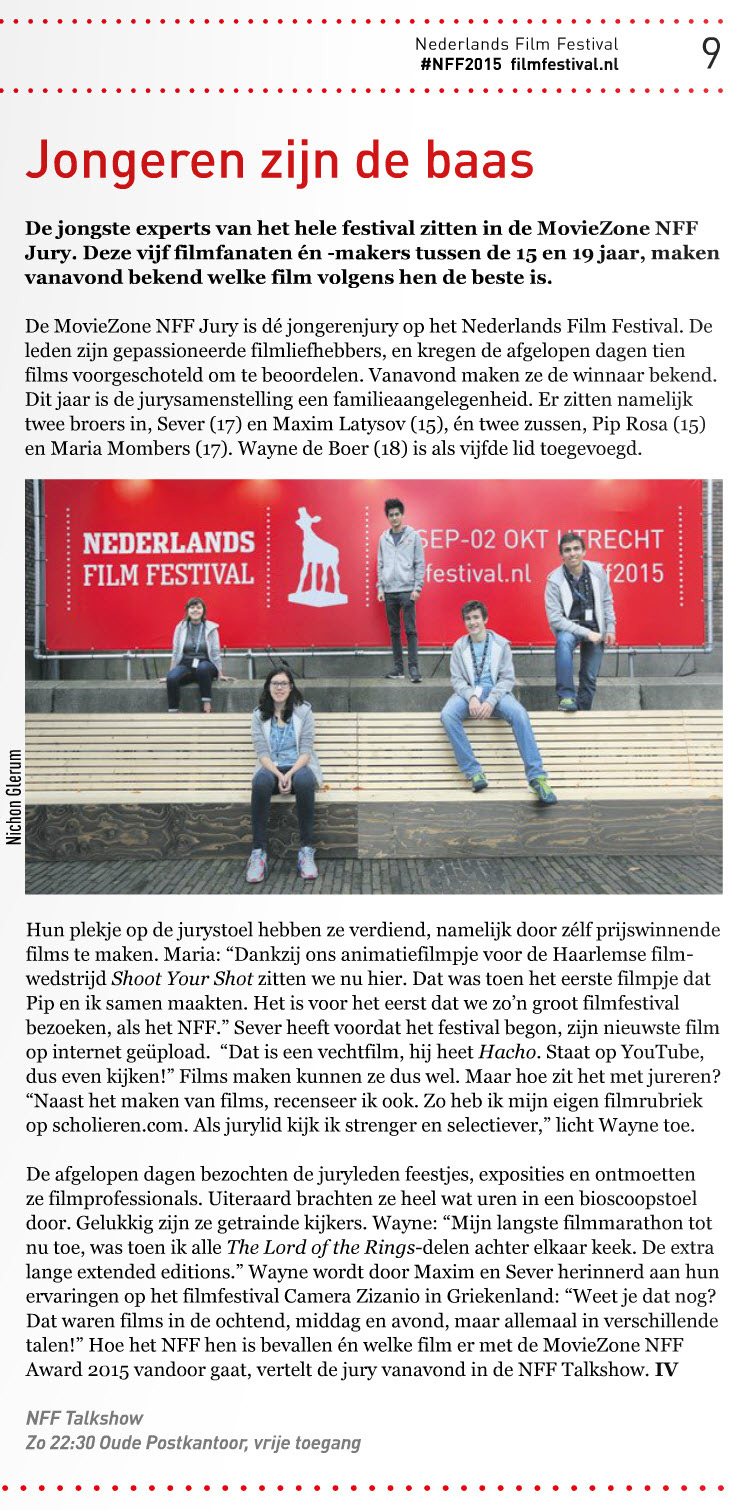 Nederlands Film Festival
#NFF2015 filmfestival.nl
9
Jongeren zijn de baas
De jongste experts van het hele festival zitten in de MovieZone NFF
Jury. Deze vijf filmfanaten én -makers tussen de 15 en 19 jaar, maken
vanavond bekend welke film volgens hen de beste is.
De MovieZone NFF Jury is dé jongerenjury op het Nederlands Film Festival. De
leden zijn gepassioneerde filmliefhebbers, en kregen de afgelopen dagen tien
films voorgeschoteld om te beoordelen. Vanavond maken ze de winnaar bekend.
Dit jaar is de jurysamenstelling een familieaangelegenheid. Er zitten namelijk
twee broers in, Sever (17) en Maxim Latysov (15), én twee zussen, Pip Rosa (15)
en Maria Mombers (17). Wayne de Boer (18) is als vijfde lid toegevoegd.
NEDERLANDS
FILM FESTIVAL
SEP-02 OKT UTRECHT
festival.nl
ff2015
Nichon Glerum
Hun plekje op de jurystoel hebben ze verdiend, namelijk door zélf prijswinnende
films te maken. Maria: “Dankzij ons animatiefilmpje voor de Haarlemse film-
wedstrijd Shoot Your Shot zitten we nu hier. Dat was toen het eerste filmpje dat
Pip en ik samen maakten. Het is voor het eerst dat we zo’n groot filmfestival
bezoeken, als het NFF.” Sever heeft voordat het festival begon, zijn nieuwste film
op internet geüpload. “Dat is een vechtfilm, hij heet Hacho. Staat op YouTube,
dus even kijken!” Films maken kunnen ze dus wel. Maar hoe zit het met jureren?
“Naast het maken van films, recenseer ik ook. Zo heb ik mijn eigen filmrubriek
op scholieren.com. Als jurylid kijk ik strenger en selectiever,” licht Wayne toe.
De afgelopen dagen bezochten de juryleden feestjes, exposities en ontmoetten
ze filmprofessionals. Uiteraard brachten ze heel wat uren in een bioscoopstoel
door. Gelukkig zijn ze getrainde kijkers. Wayne: “Mijn langste filmmarathon tot
nu toe, was toen ik alle The Lord of the Rings-delen achter elkaar keek. De extra
lange extended editions.” Wayne wordt door Maxim en Sever herinnerd aan hun
ervaringen op het filmfestival Camera Zizanio in Griekenland: “Weet je dat nog?
Dat waren films in de ochtend, middag en avond, maar allemaal in verschillende
talen!” Hoe het NFF hen is bevallen én welke film er met de MovieZone NFF
Award 2015 vandoor gaat, vertelt de jury vanavond in de NFF Talkshow. IV
NFF Talkshow
Zo 22:30 Oude Postkantoor, vrije toegang